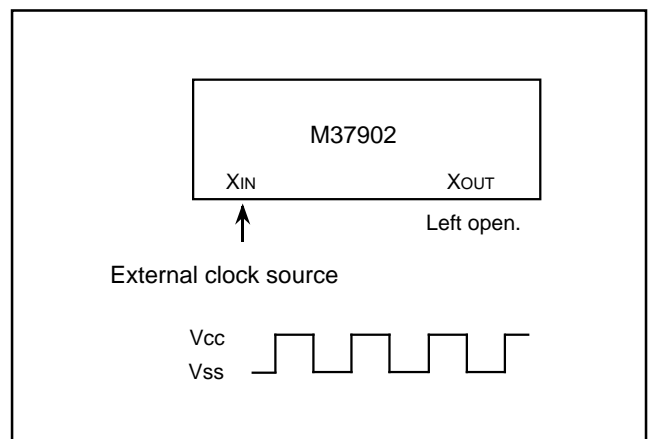 M37902
XIN XOUT
Left open.
External clock source
Vcc
Vss